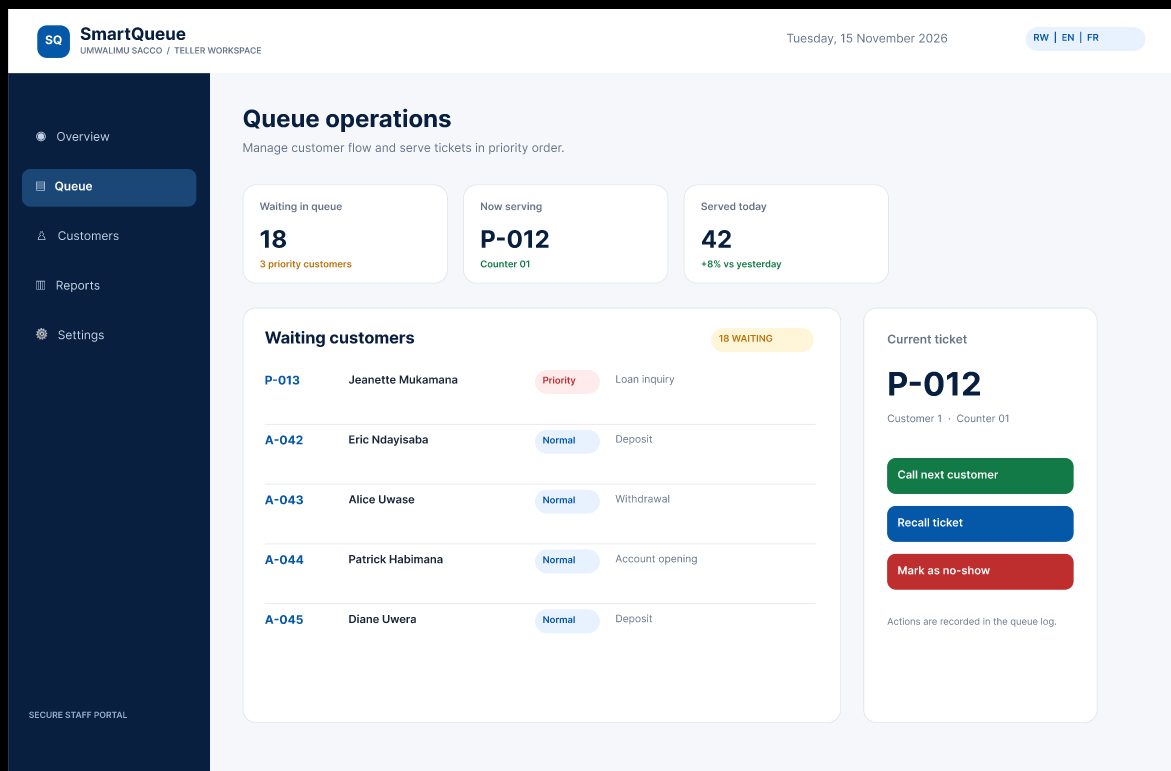 SQ
SmartQueue
UMWALIMU SACCO / TELLER WORKSPACE
Tuesday, 15 November 2026
RW | EN | FR
Overview
Queue
Customers
Reports
Settings
SECURE STAFF PORTAL
Queue operations
Manage customer flow and serve tickets in priority order.
Waiting in queue
18
3 priority customers
Now serving
P-012
Counter 01
Served today
42
+8% vs yesterday
Waiting customers
18 WAITING
P-013 Jeanette Mukamana Priority Loan inquiry
A-042 Eric Ndayisaba Normal Deposit
A-043 Alice Uwase Normal Withdrawal
A-044 Patrick Habimana Normal Account opening
A-045 Diane Uwera Normal Deposit
Current ticket
P-012
Customer 1 · Counter 01
Call next customer
Recall ticket
Mark as no-show
Actions are recorded in the queue log.